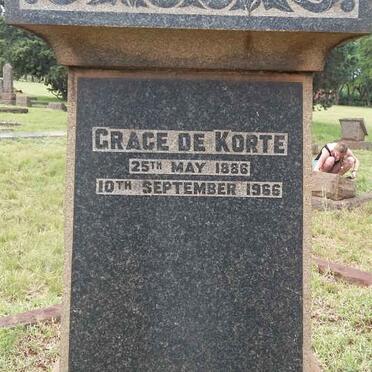 GRACE DE KORTE
25TH MAY 1886
10TH SEPTEMBER 1966